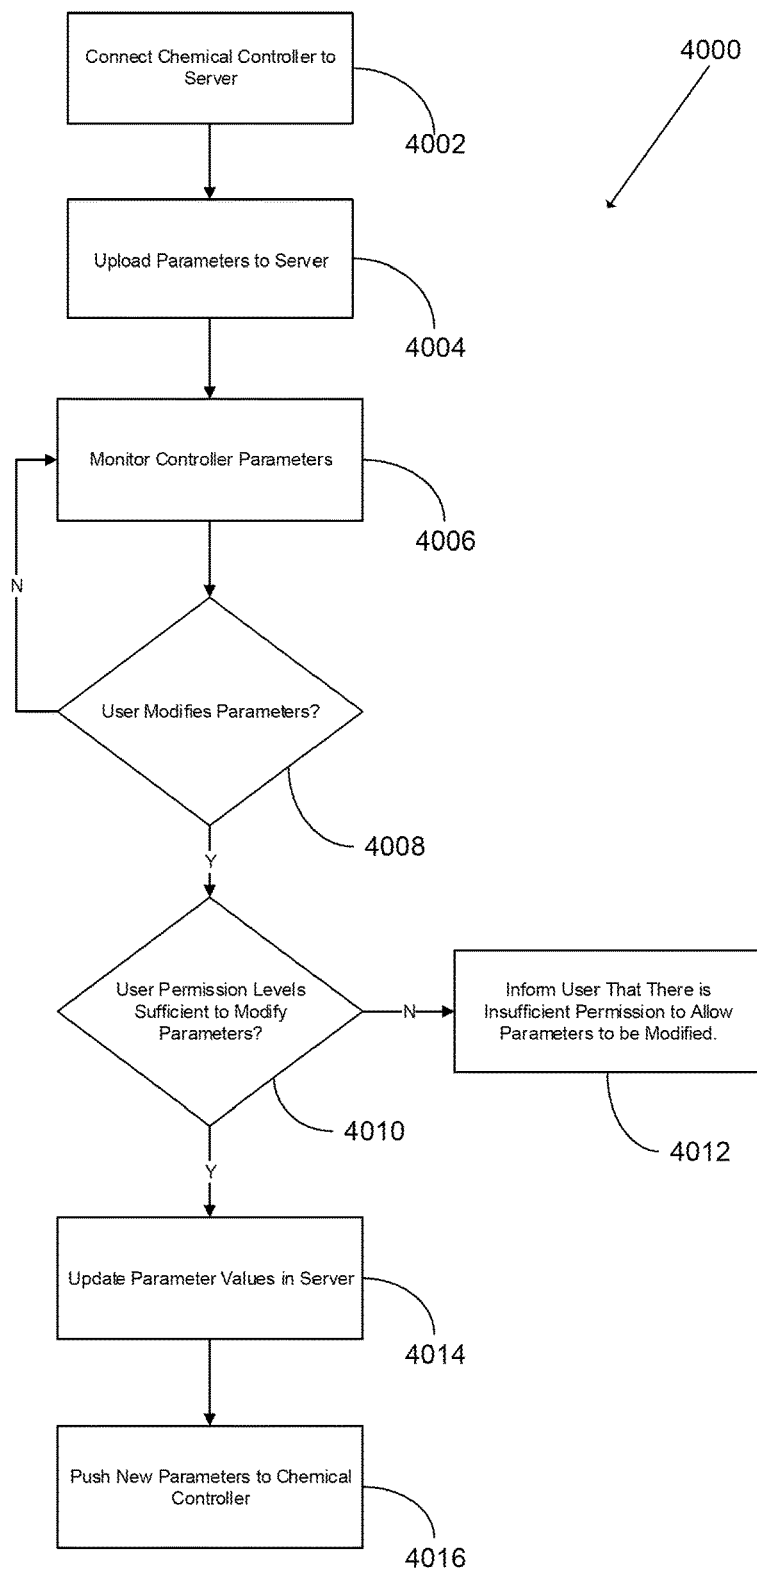 Connect Chemical Controller to
Server
4000
4002
Upload Parameters to Server
4004
Monitor Controller Parameters
4006
N
User Modifies Parameters?
4008
Y
User Permission Levels
Sufficient to Modify
Parameters?
N
Inform User That There is
Insufficient Permission to Allow
Parameters to be Modified.
4010
4012
Y
Update Parameter Values in Server
4014
Push New Parameters to Chemical
Controller
4016